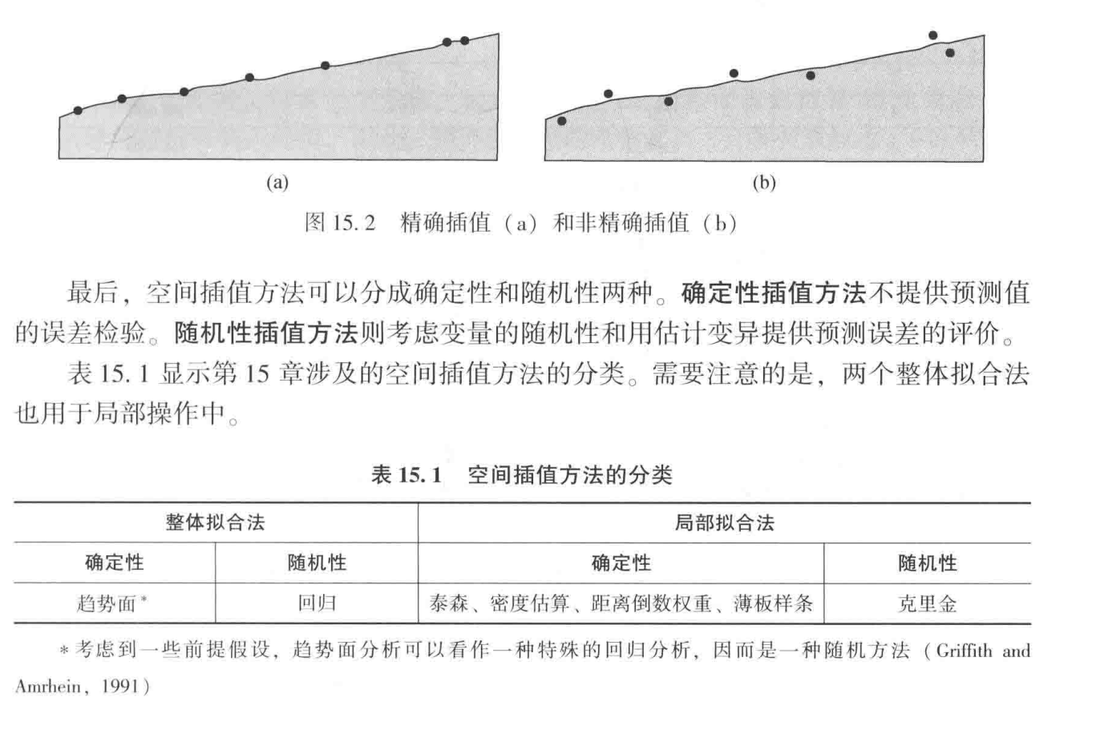 (a)
(b)
图 15.2 精确插值（a）和非精确插值（b）
最后，空间插值方法可以分成确定性和随机性两种。确定性插值方法不提供预测值
的误差检验。随机性插值方法则考虑变量的随机性和用估计变异提供预测误差的评价。
表 15.1 显示第 15 章涉及的空间插值方法的分类。需要注意的是，两个整体拟合法
也用于局部操作中。
表 15.1 空间插值方法的分类
整体拟合法 局部拟合法
确定性 随机性 确定性 随机性
趋势面* 回归 泰森、密度估算、距离倒数权重、薄板样条 克里金
*考虑到一些前提假设，趋势面分析可以看作一种特殊的回归分析，因而是一种随机方法（Griffith and
Amrhein，1991）